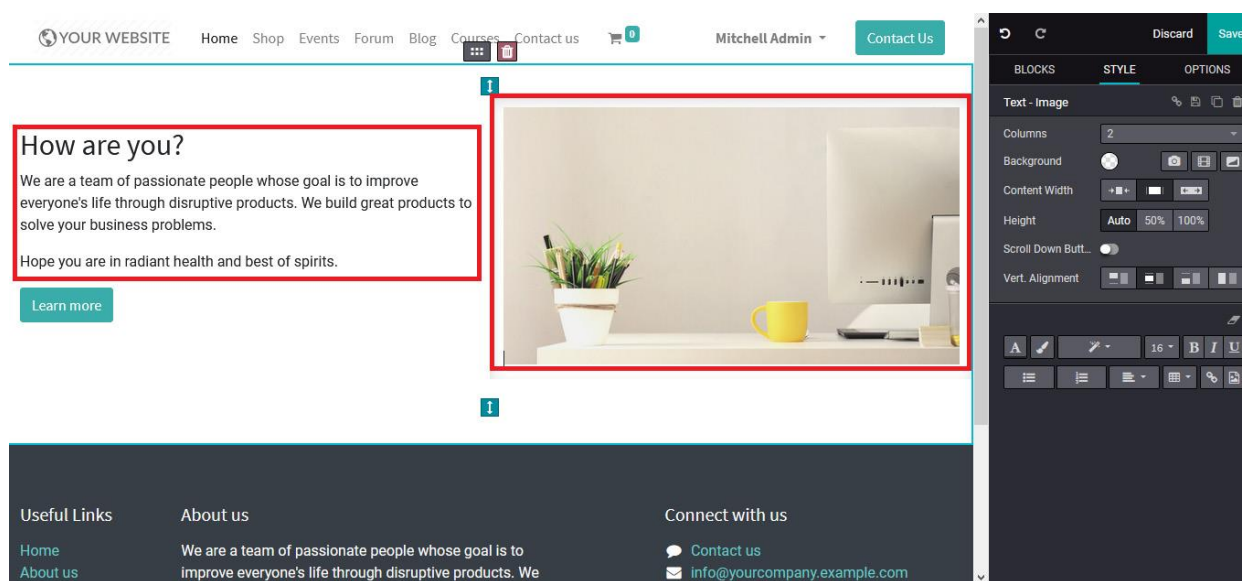 YOUR WEBSITE Home Shop Events Forum Blog Courses Contact us 0 Mitchell Admin Contact Us
Discard Save
BLOCKS STYLE OPTIONS
Text - Image
Columns 2
Background
Content Width
Height Auto 50% 100%
Scroll Down Butt...
Vert. Alignment
A 16 B I U
How are you?
We are a team of passionate people whose goal is to improve
everyone's life through disruptive products. We build great products to
solve your business problems.
Hope you are in radiant health and best of spirits.
Learn more
Useful Links
Home
About us
About us
We are a team of passionate people whose goal is to
improve everyone's life through disruptive products. We
Connect with us
Contact us
info@yourcompany.example.com